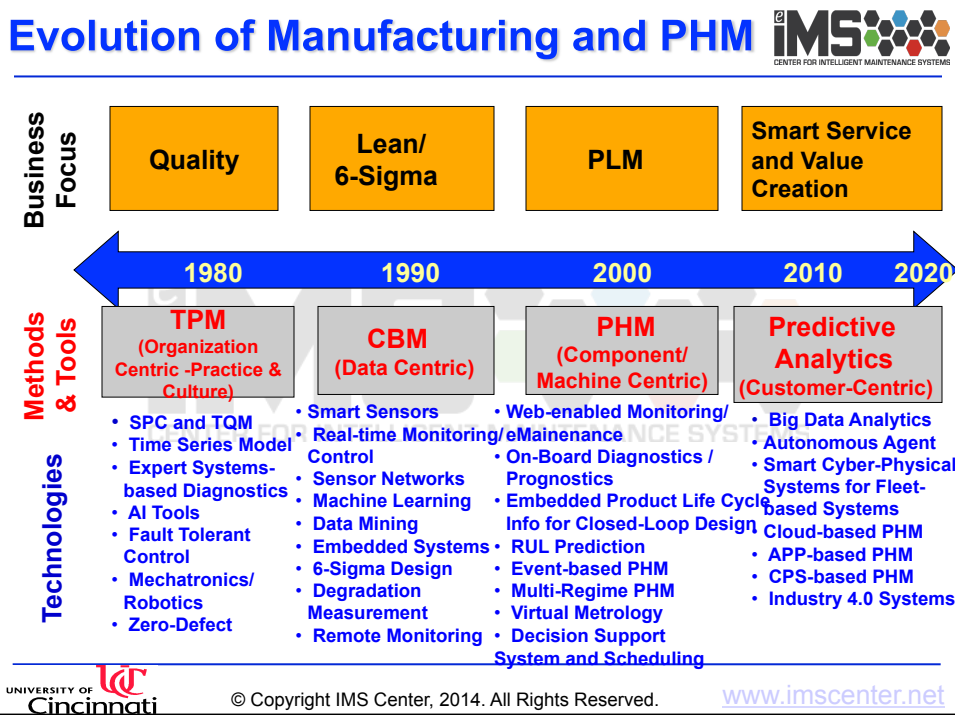 Evolution of Manufacturing and PHM
e
iMS
CENTER FOR INTELLIGENT MAINTENANCE SYSTEMS
Business
Focus
Quality
Lean/
6-Sigma
PLM
Smart Service
and Value
Creation
1980
1990
2000
2010
2020
Methods
& Tools
TPM
(Organization
Centric -Practice &
Culture)
CBM
(Data Centric)
PHM
(Component/
Machine Centric)
Predictive
Analytics
(Customer-Centric)
e
iMS
CENTER FOR INTELLIGENT MAINTENANCE SYSTEMS
Technologies
• SPC and TQM
• Time Series Model
• Expert Systems-
based Diagnostics
• AI Tools
• Fault Tolerant
Control
• Mechatronics/
Robotics
• Zero-Defect
• Smart Sensors
• Real-time Monitoring/
Control
• Sensor Networks
• Machine Learning
• Data Mining
• Embedded Systems
• 6-Sigma Design
• Degradation
Measurement
• Remote Monitoring
• Web-enabled Monitoring/
eMainenance
• On-Board Diagnostics /
Prognostics
• Embedded Product Life Cycle
Info for Closed-Loop Design
• RUL Prediction
• Event-based PHM
• Multi-Regime PHM
• Virtual Metrology
• Decision Support
System and Scheduling
• Big Data Analytics
• Autonomous Agent
• Smart Cyber-Physical
Systems for Fleet-
based Systems
• Cloud-based PHM
• APP-based PHM
• CPS-based PHM
• Industry 4.0 Systems
UNIVERSITY OF
UC
Cincinnati
© Copyright IMS Center, 2014. All Rights Reserved.
www.imscenter.net